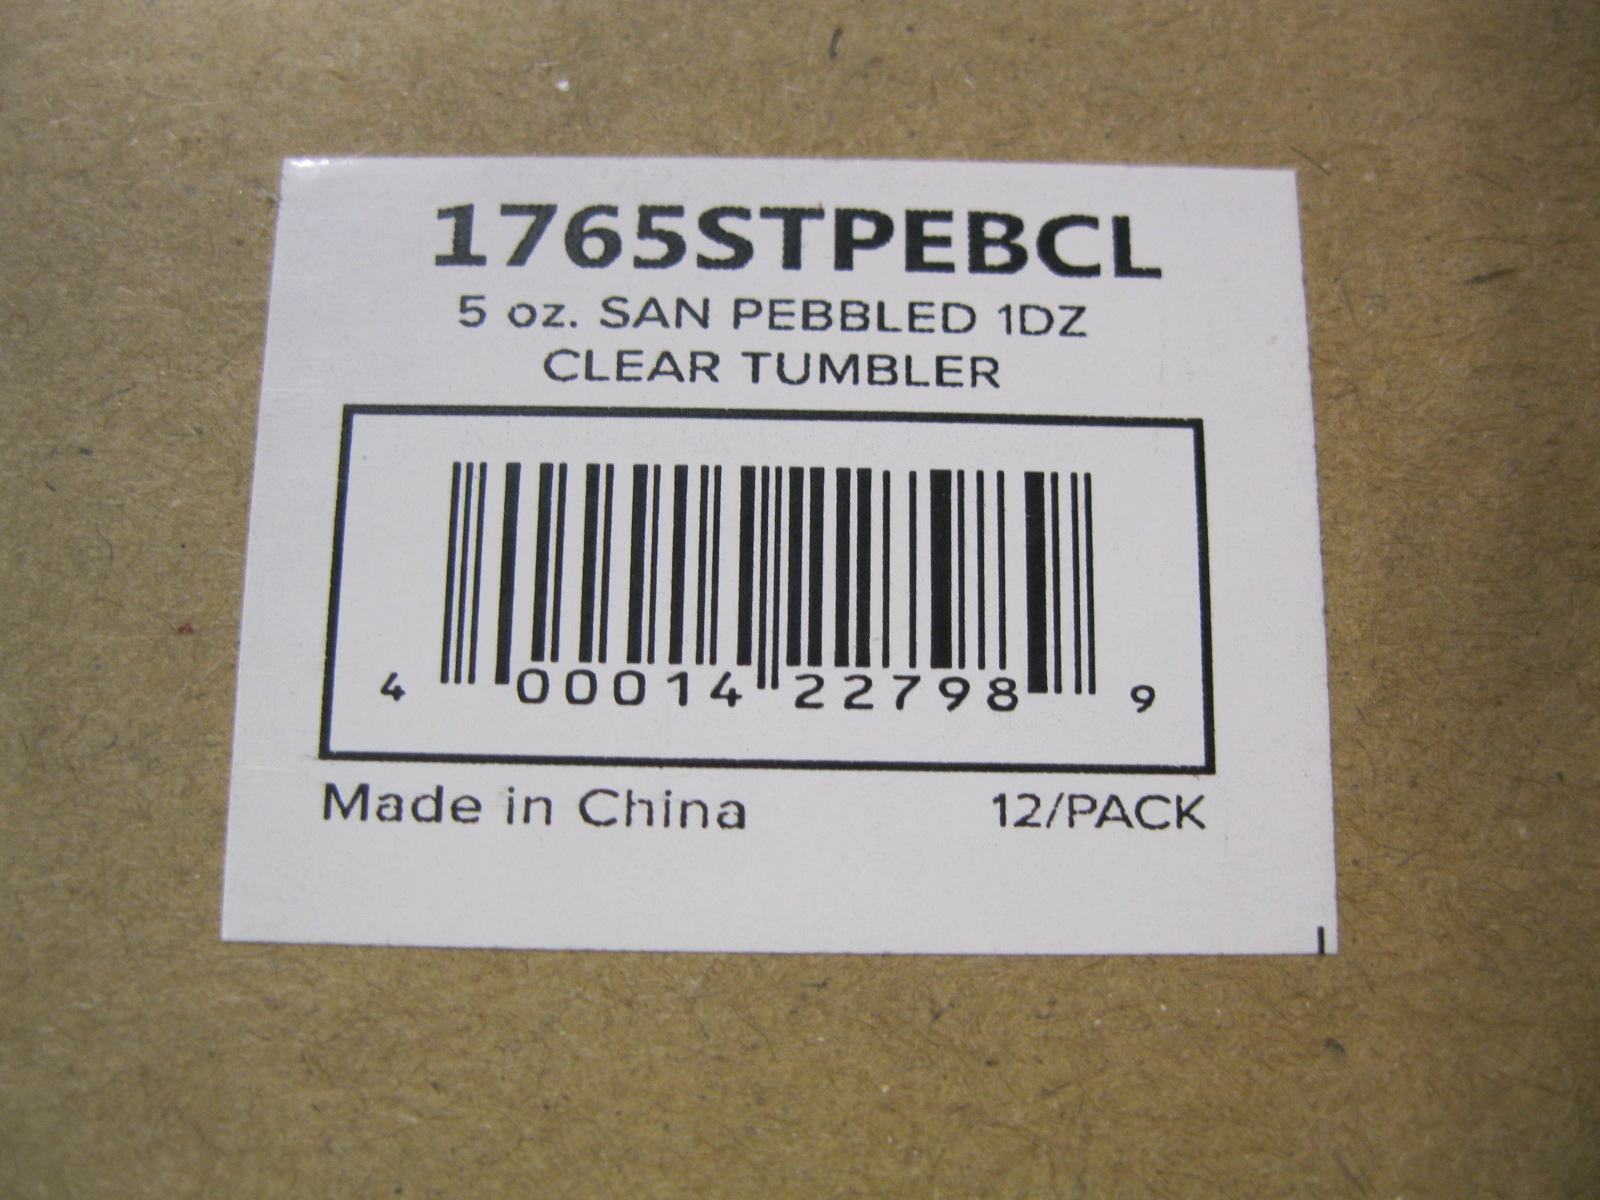 1765STPEBCL
5 oz. SAN PEBBLED 1DZ
CLEAR TUMBLER
4 00014 22798 9
Made in China 12/PACK